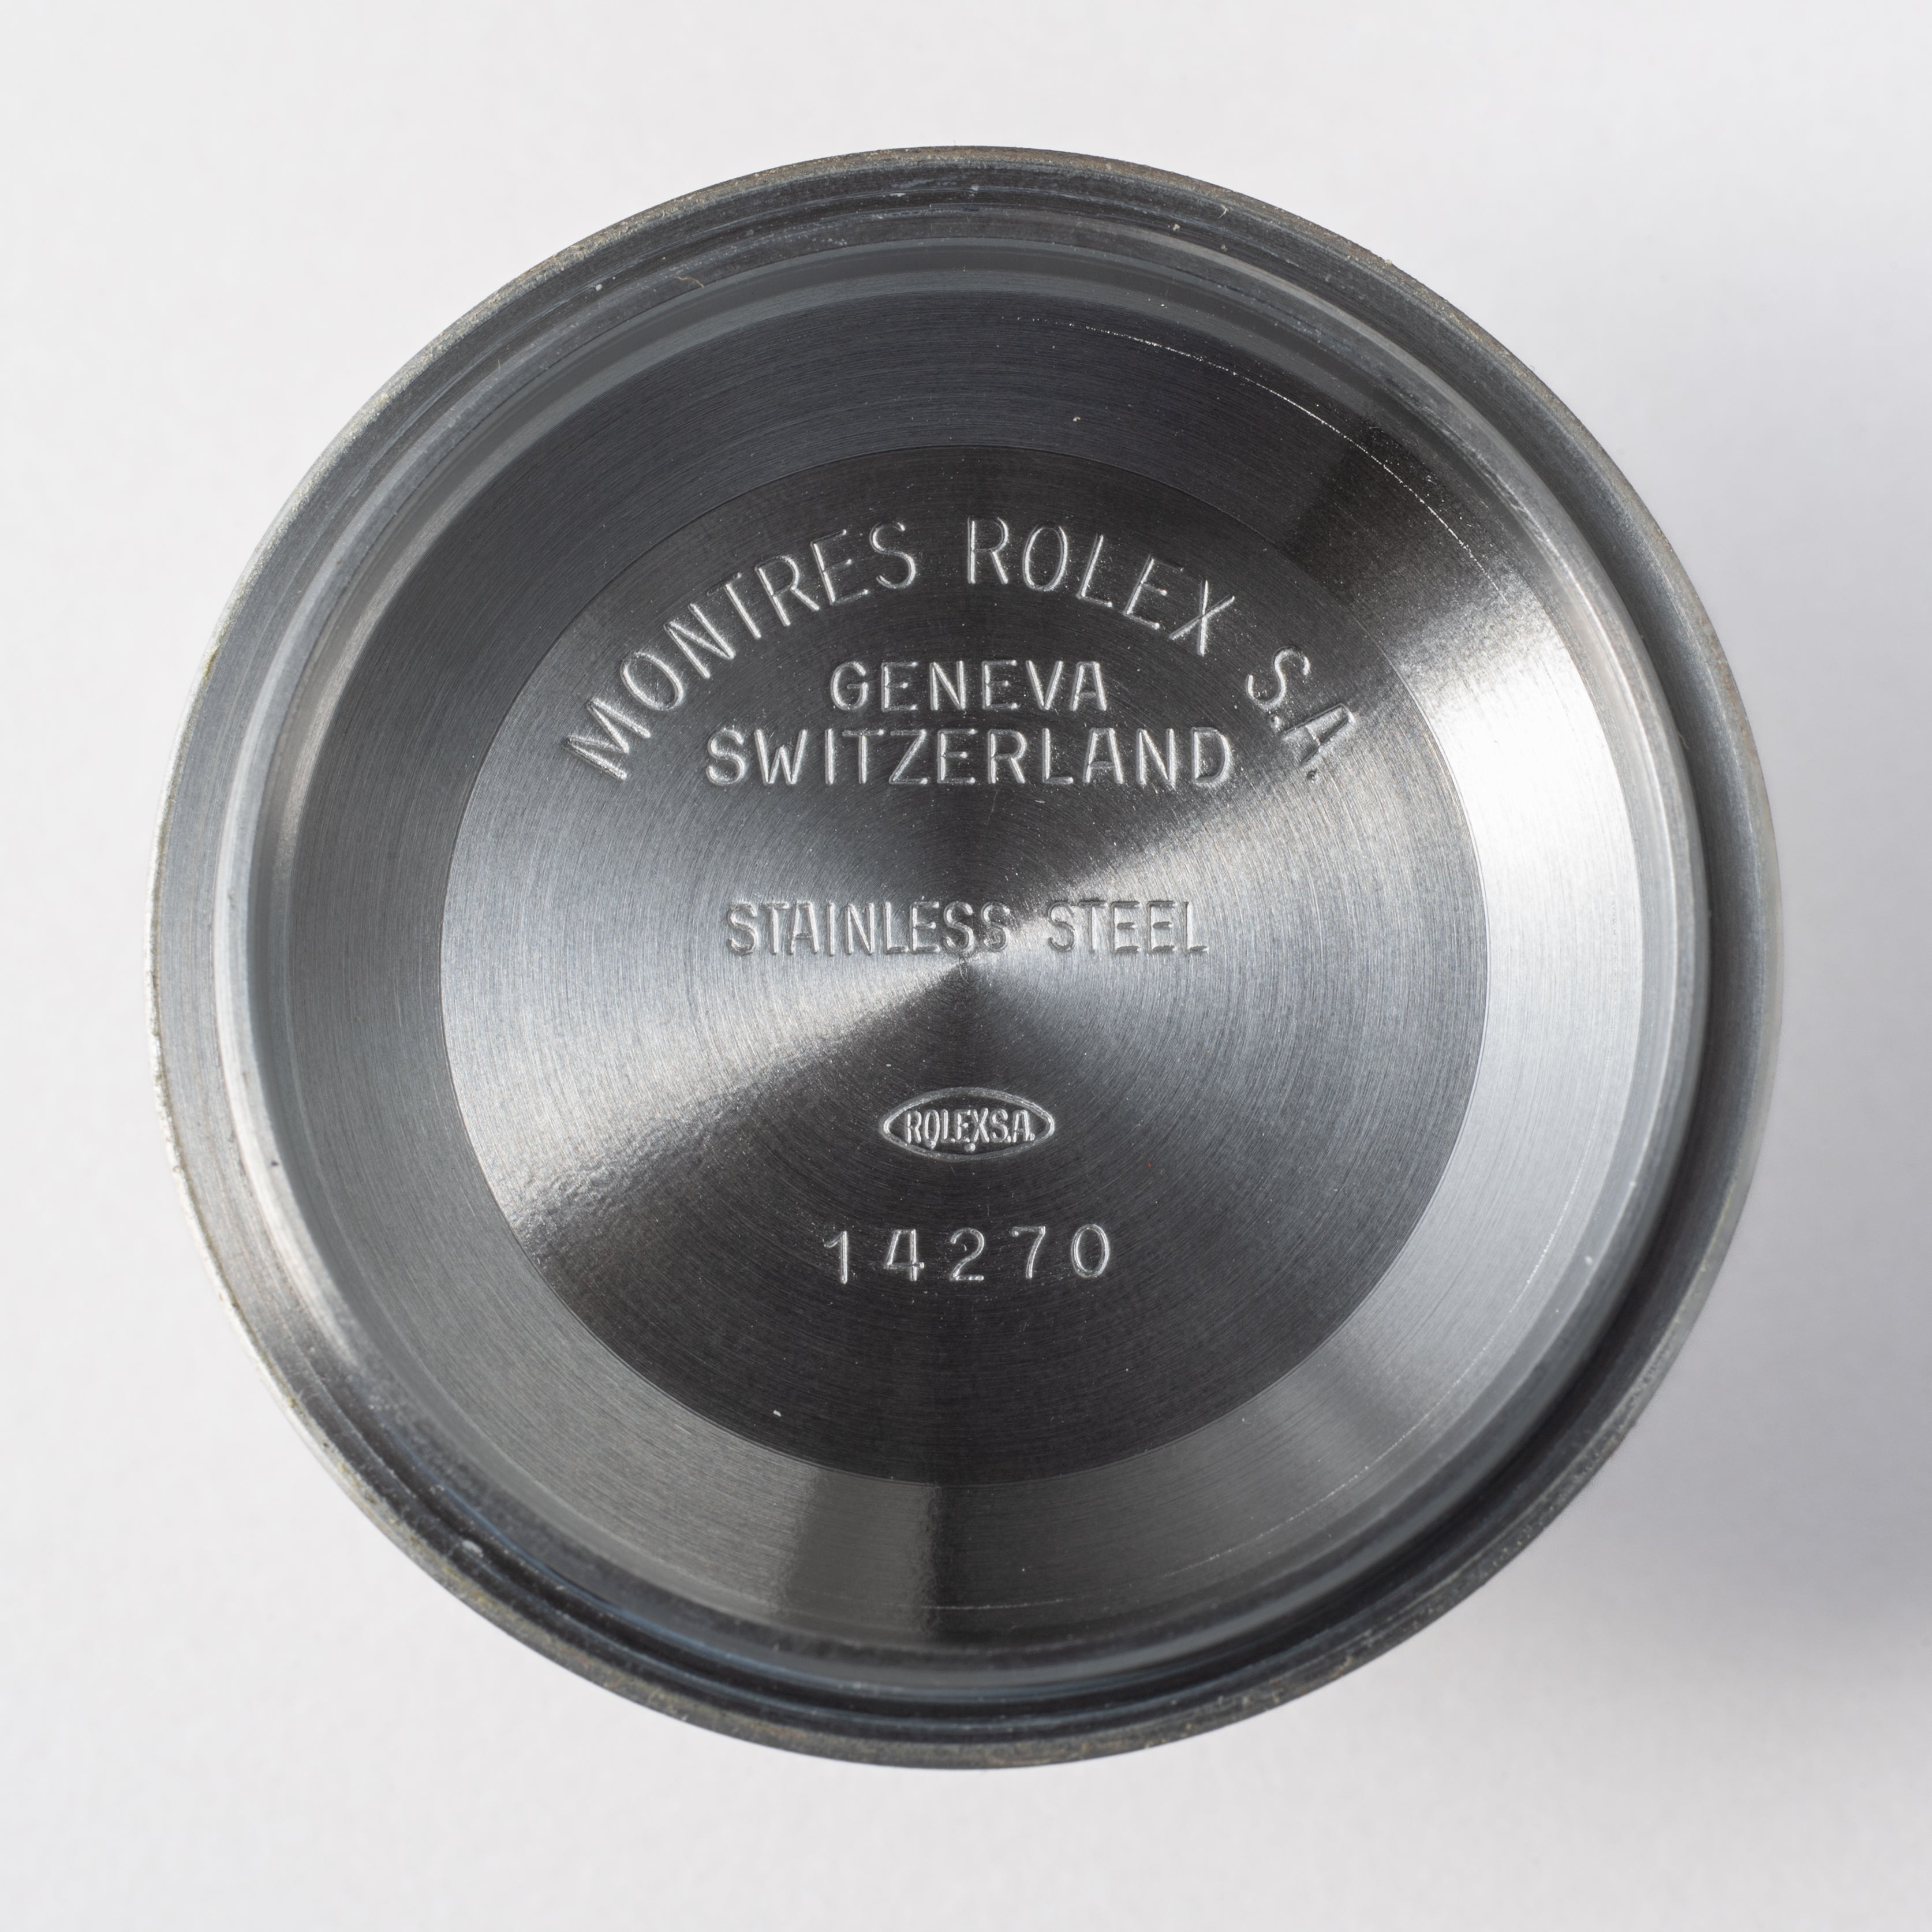 MONTRES ROLEX S.A
GENEVA
SWITZERLAND
STAINLESS STEEL
ROLEX S.A.
14270